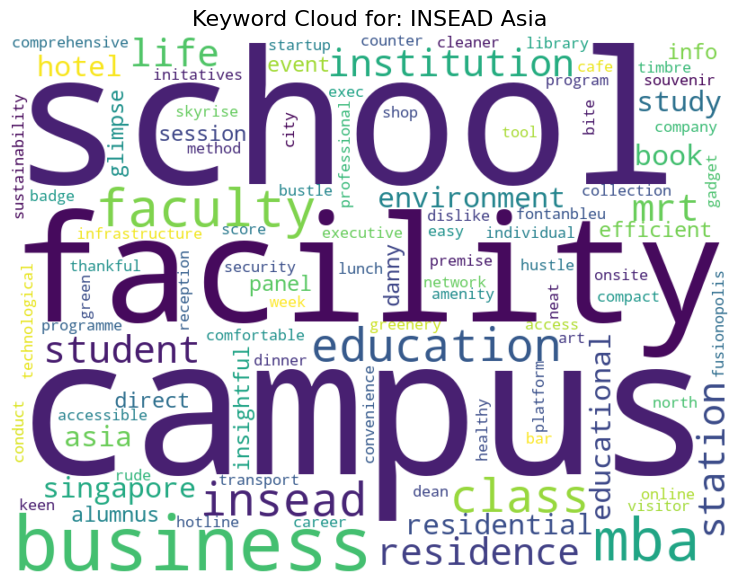 Keyword Cloud for: INSEAD Asia
comprehensive
life
startup
counter
cleaner
library
timbre
info
hotel
initatives
event
institution
cafe
program
souvenir
school
sustainability
glimpse
skyrise
session
method
city
exec
professional
shop
tool
bite
study
company
book
gadget
badge
faculty
bustle
environment
collection
mrt
infrastructure
score
executive
dislike
easy
fontanbleu
individual
efficient
facility
technological
thankful
green
reception
security
panel
week
lunch
danny
premise
network
amenity
hustle
neat
onsite
compact
fusionopolis
programme
student
comfortable
greenery
education
access
art
campus
conduct
accessible
direct
insightful
dinner
convenience
healthy
platform
educational
north
station
asia
rude
bar
keen
singapore
transport
insead
dean
class
online
visitor
alumnus
hotline
career
residential
business
residence
mba